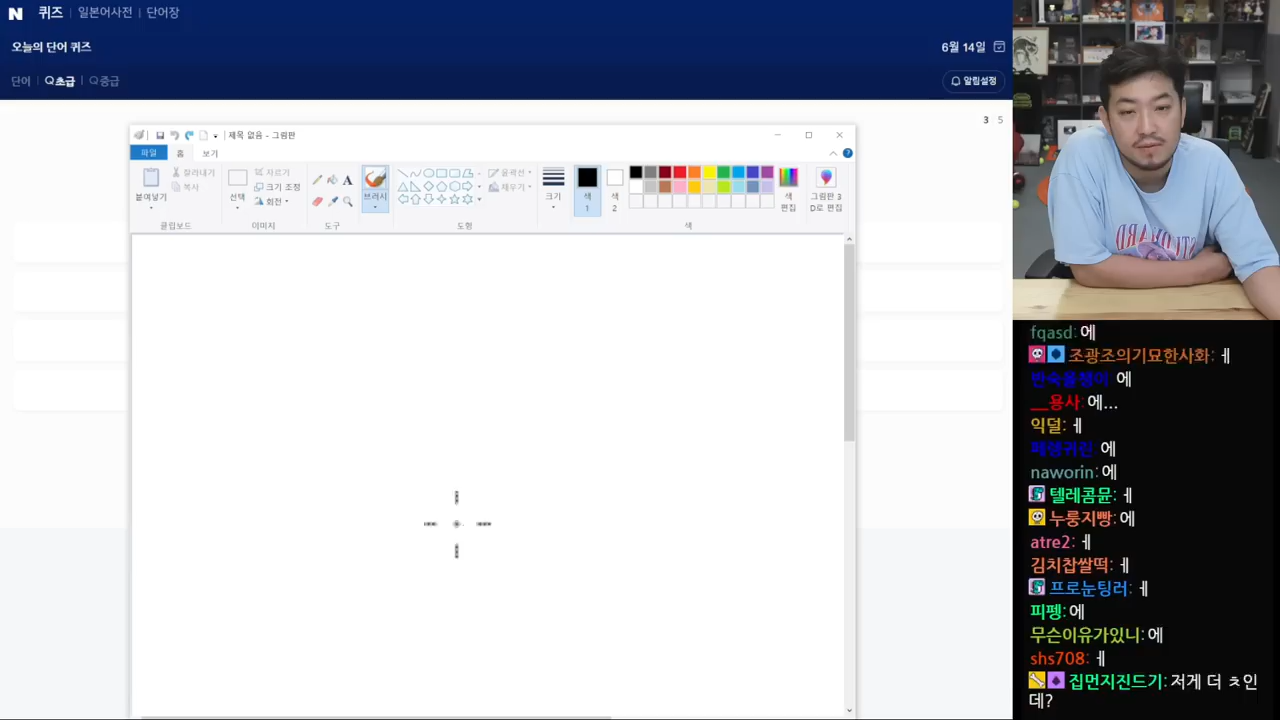 N 퀴즈 | 일본어사전 | 단어장
오늘의 단어 퀴즈
6월 14일
단어 | 초급 | 중급
알림설정
3 5
제목 없음 - 그림판
파일 홈 보기
붙여넣기
잘라내기
복사
클립보드
선택
자르기
크기 조정
회전
이미지
A
도구
브러시
윤곽선
채우기
도형
크기
색
1
색
2
색
편집
색
그림판 3
D로 편집
fqasd: 에
조광조의기묘한사화: ㅔ
반숙올챙이: 에
__용사: 에...
익덜: ㅔ
폐렴귀진: 에
naworin: 에
텔레콤뮨: ㅔ
누룽지빵: 에
atre2: ㅔ
김치찹쌀떡: ㅔ
프로눈팅러: ㅔ
피펭: 에
무슨이유가있니: 에
shs708: ㅔ
집먼지진드기: 저게 더 ㅊ인
데?